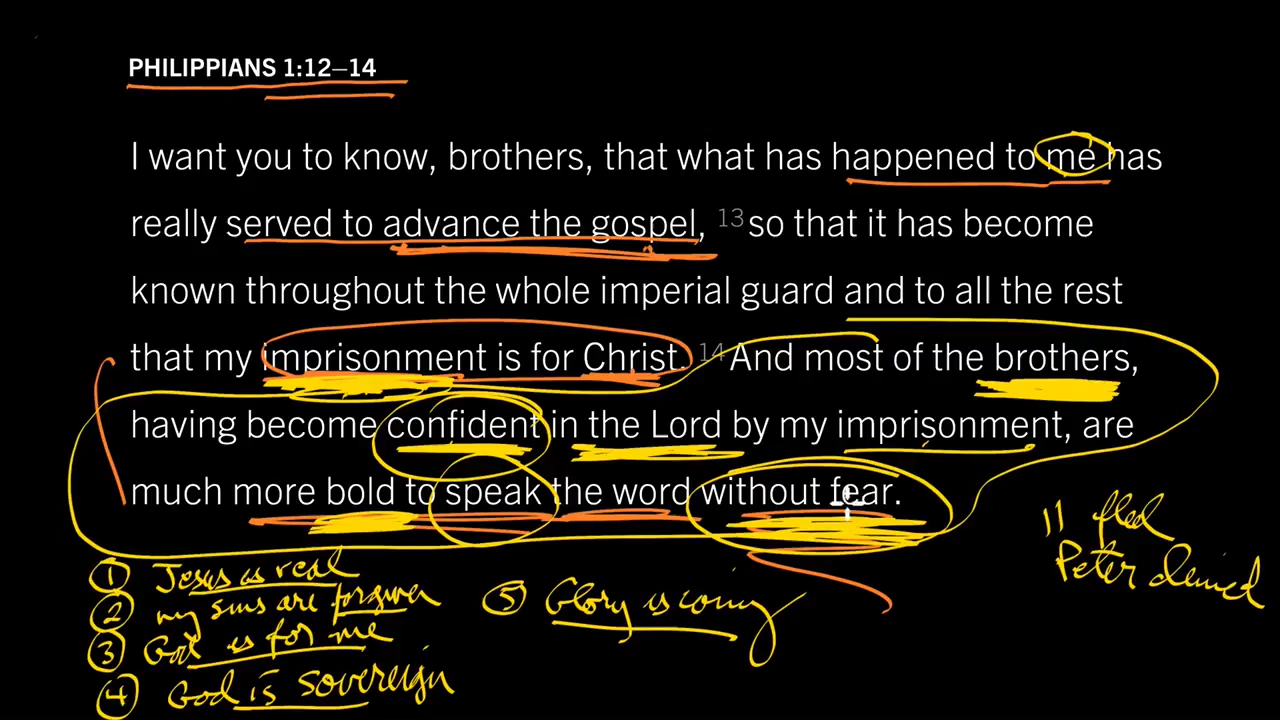 PHILIPPIANS 1:12–14
I want you to know, brothers, that what has happened to me has
really served to advance the gospel, 13 so that it has become
known throughout the whole imperial guard and to all the rest
that my imprisonment is for Christ. 14 And most of the brothers,
having become confident in the Lord by my imprisonment, are
much more bold to speak the word without fear.
11 fled
Peter denied
① Jesus is real
② my sins are forgiven
③ God is for me
④ God is sovereign
⑤ Glory is coming